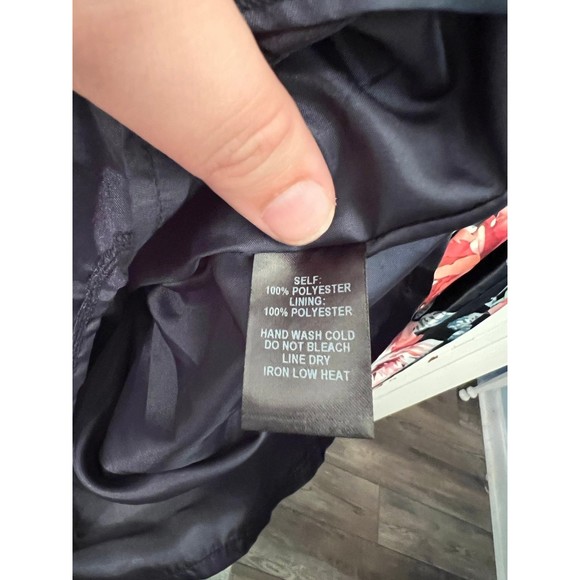 SELF:
100% POLYESTER
LINING:
100% POLYESTER
HAND WASH COLD
DO NOT BLEACH
LINE DRY
IRON LOW HEAT